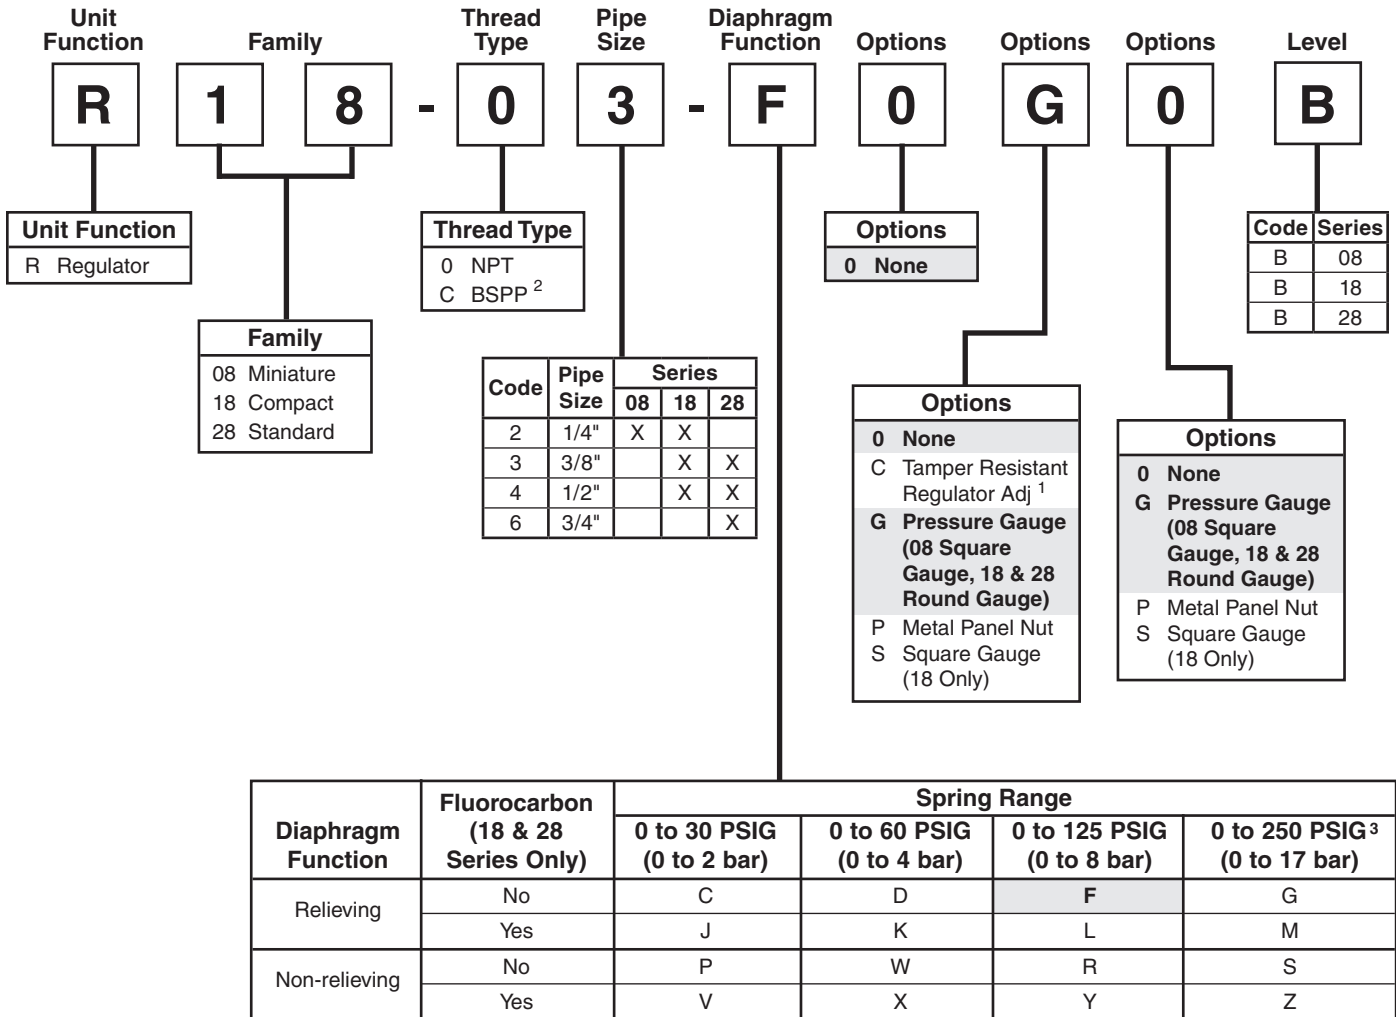 Unit Function
Family
Thread Type
Pipe Size
Diaphragm Function
Options
Options
Options
Level
R 1 8 - 0 3 - F 0 G 0 B
Unit Function
R Regulator
Family
08 Miniature
18 Compact
28 Standard
Thread Type
0 NPT
C BSPP 2
Code Pipe Size Series
08 18 28
2 1/4" X X
3 3/8" X X
4 1/2" X X
6 3/4" X
Options
0 None
Options
0 None
C Tamper Resistant
Regulator Adj 1
G Pressure Gauge
(08 Square
Gauge, 18 & 28
Round Gauge)
P Metal Panel Nut
S Square Gauge
(18 Only)
Options
0 None
G Pressure Gauge
(08 Square
Gauge, 18 & 28
Round Gauge)
P Metal Panel Nut
S Square Gauge
(18 Only)
Code Series
B 08
B 18
B 28
Diaphragm Function
Fluorocarbon
(18 & 28
Series Only)
Spring Range
0 to 30 PSIG
(0 to 2 bar)
0 to 60 PSIG
(0 to 4 bar)
0 to 125 PSIG
(0 to 8 bar)
0 to 250 PSIG 3
(0 to 17 bar)
Relieving
No C D F G
Yes J K L M
Non-relieving
No P W R S
Yes V X Y Z